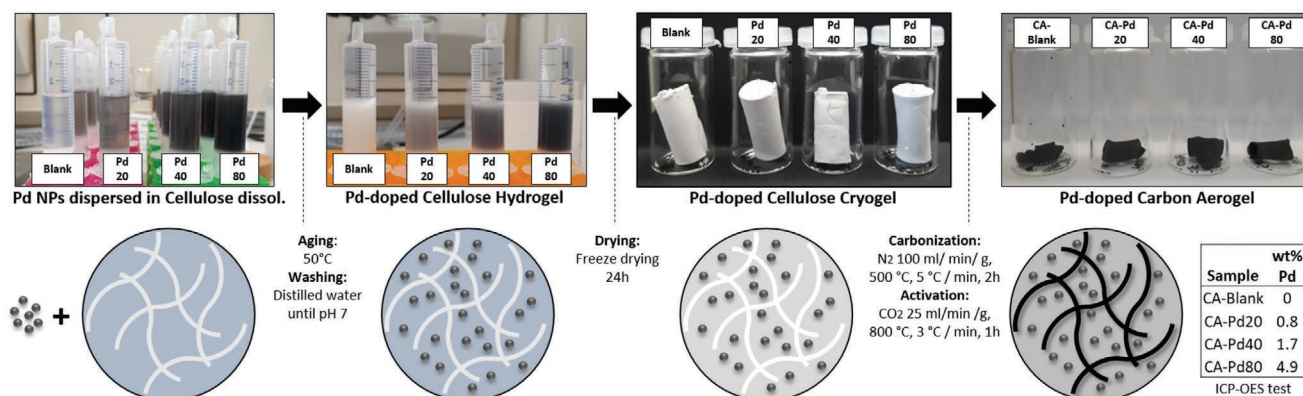 Blank
Pd 20
Pd 40
Pd 80
Pd NPs dispersed in Cellulose dissol.
Blank
Pd 20
Pd 40
Pd 80
Pd-doped Cellulose Hydrogel
Blank
Pd 20
Pd 40
Pd 80
Pd-doped Cellulose Cryogel
CA-Blank
CA-Pd 20
CA-Pd 40
CA-Pd 80
Pd-doped Carbon Aerogel
+
Aging:
50°C
Washing:
Distilled water
until pH 7
Drying:
Freeze drying
24h
Carbonization:
N2 100 ml/ min/ g,
500 °C, 5 °C / min, 2h
Activation:
CO2 25 ml/min /g,
800 °C, 3 °C / min, 1h
Sample wt% Pd
CA-Blank 0
CA-Pd20 0.8
CA-Pd40 1.7
CA-Pd80 4.9
ICP-OES test